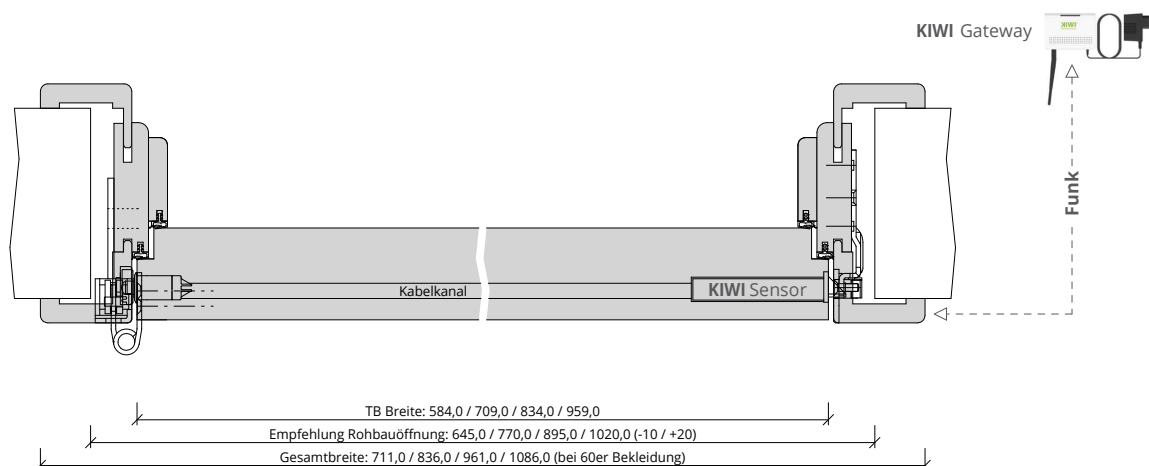 KIWI Gateway
KIWI
Funk
Kabelkanal
KIWI Sensor
TB Breite: 584,0 / 709,0 / 834,0 / 959,0
Empfehlung Rohbauöffnung: 645,0 / 770,0 / 895,0 / 1020,0 (-10 / +20)
Gesamtbreite: 711,0 / 836,0 / 961,0 / 1086,0 (bei 60er Bekleidung)